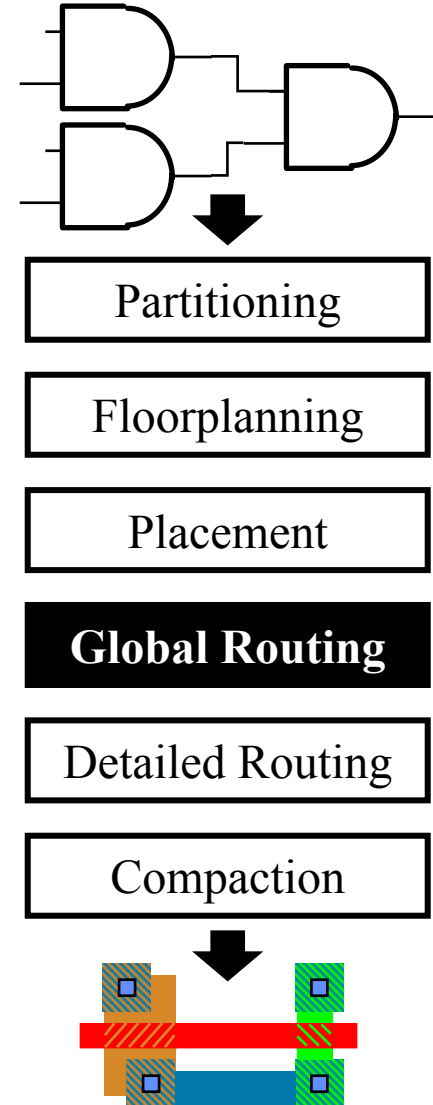 Partitioning
Floorplanning
Placement
Global Routing
Detailed Routing
Compaction